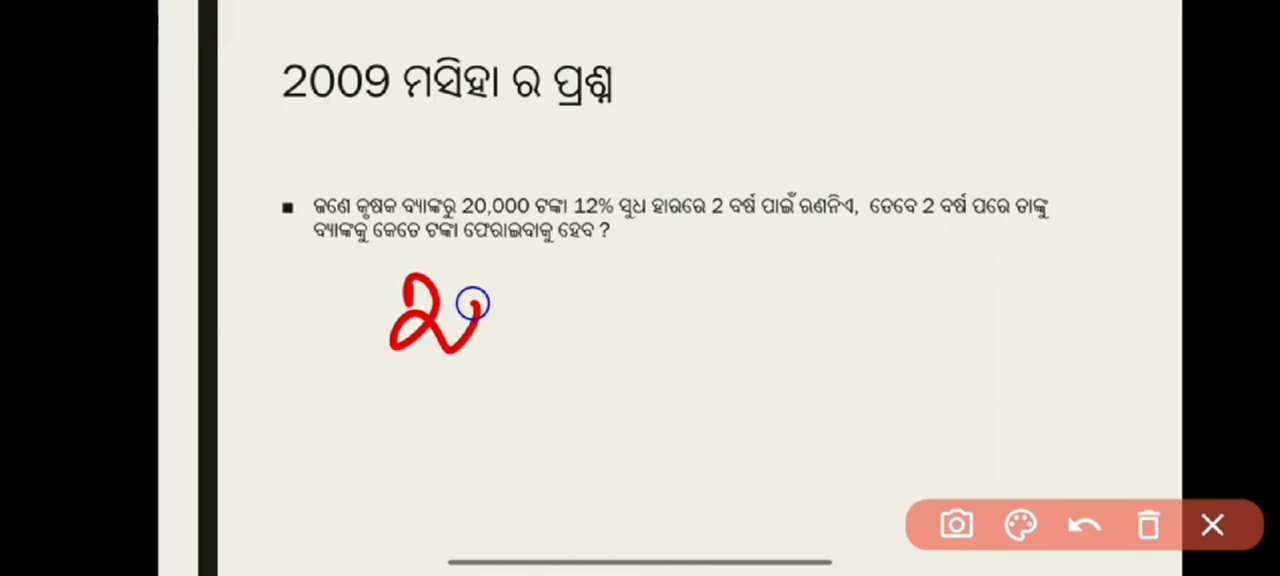 2009 ମସିହା ର ପ୍ରଶ୍ନ
ଜଣେ କୃଷକ ବ୍ୟାଙ୍କରୁ 20,000 ଟଙ୍କା 12% ସୁଧ ହାରରେ 2 ବର୍ଷ ପାଇଁ ଋଣନିଏ, ତେବେ 2 ବର୍ଷ ପରେ ତାଙ୍କୁ
ବ୍ୟାଙ୍କକୁ କେତେ ଟଙ୍କା ଫେରାଇବାକୁ ହେବ ?